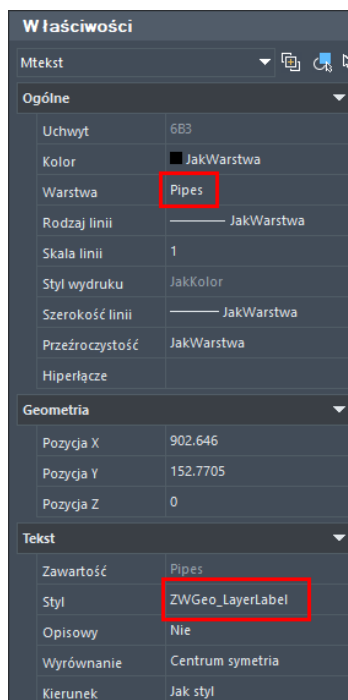 Właściwości
Mtekst
Ogólne
Uchwyt 6B3
Kolor JakWarstwa
Warstwa Pipes
Rodzaj linii JakWarstwa
Skala linii 1
Styl wydruku JakKolor
Szerokość linii JakWarstwa
Przeźroczystość JakWarstwa
Hiperłącze
Geometria
Pozycja X 902.646
Pozycja Y 152.7705
Pozycja Z 0
Tekst
Zawartość Pipes
Styl ZWGeo_LayerLabel
Opisowy Nie
Wyrównanie Centrum symetria
Kierunek Jak styl